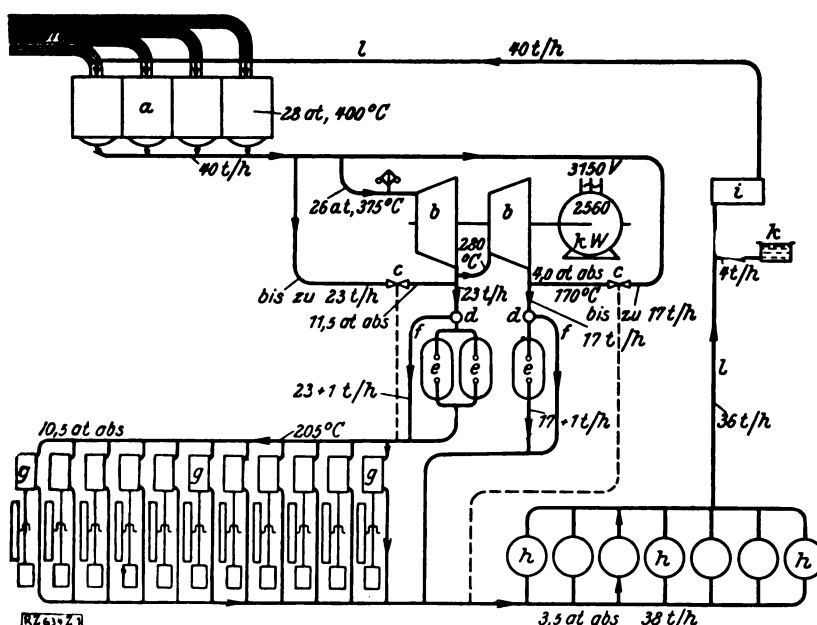 l
40 t/h
a
28 at, 400°C
40 t/h
3150 V
26 at, 375°C
b
b
2560
kW
i
k
280
°C
4 t/h
c
4,0 at abs
c
bis zu 23 t/h
23 t/h
170°C
bis zu 17 t/h
11,5 at abs
d
d
17 t/h
f
f
e
e
e
l
23 + 1 t/h
17 + 1 t/h
36 t/h
10,5 at abs
205°C
g
g
g
h
h
h
3,5 at abs
38 t/h
RZ634Z3